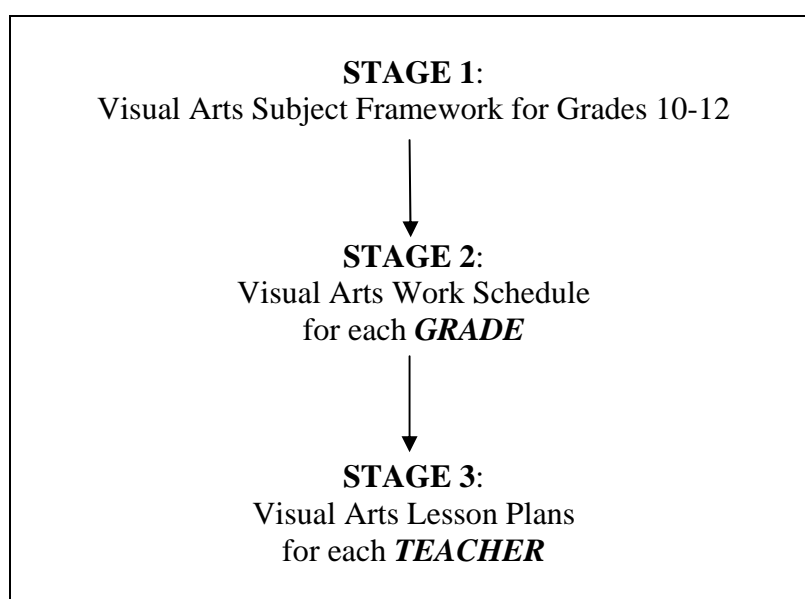 STAGE 1:
Visual Arts Subject Framework for Grades 10-12
STAGE 2:
Visual Arts Work Schedule
for each GRADE
STAGE 3:
Visual Arts Lesson Plans
for each TEACHER